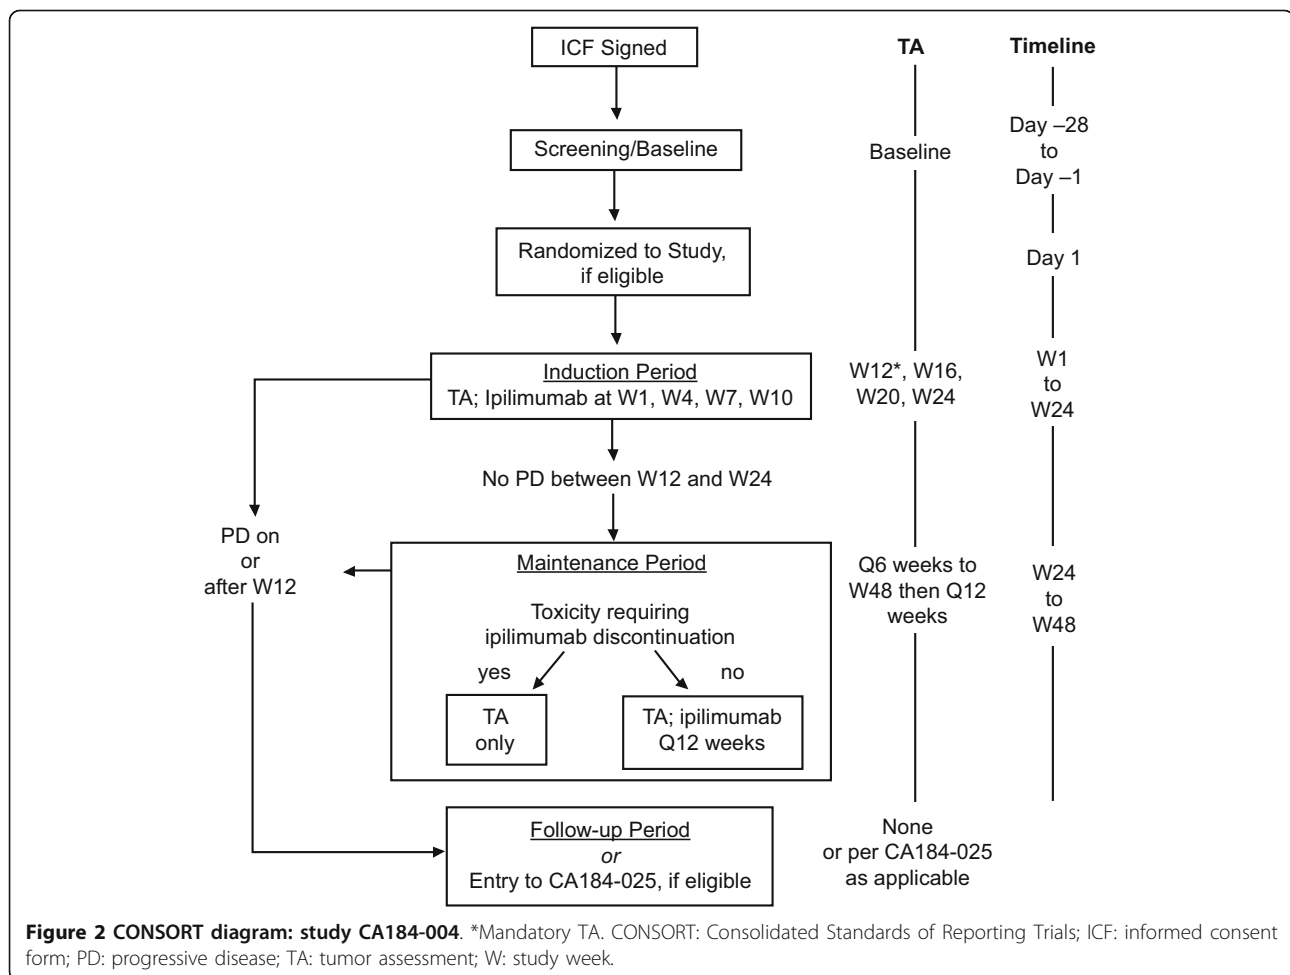 ICF Signed
TA
Timeline
Screening/Baseline
Baseline
Day –28
to
Day –1
Randomized to Study,
if eligible
Day 1
Induction Period
TA; Ipilimumab at W1, W4, W7, W10
W12*, W16,
W20, W24
W1
to
W24
No PD between W12 and W24
PD on
or
after W12
Maintenance Period
Toxicity requiring
ipilimumab discontinuation
yes
no
TA
only
TA; ipilimumab
Q12 weeks
Q6 weeks to
W48 then Q12
weeks
W24
to
W48
Follow-up Period
or
Entry to CA184-025, if eligible
None
or per CA184-025
as applicable
Figure 2 CONSORT diagram: study CA184-004. *Mandatory TA. CONSORT: Consolidated Standards of Reporting Trials; ICF: informed consent
form; PD: progressive disease; TA: tumor assessment; W: study week.